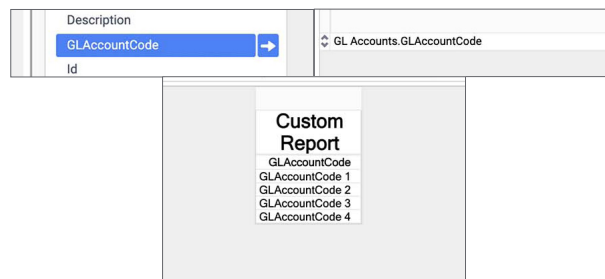 Description
GLAccountCode
Id
GL Accounts.GLAccountCode
Custom
Report
GLAccountCode
GLAccountCode 1
GLAccountCode 2
GLAccountCode 3
GLAccountCode 4